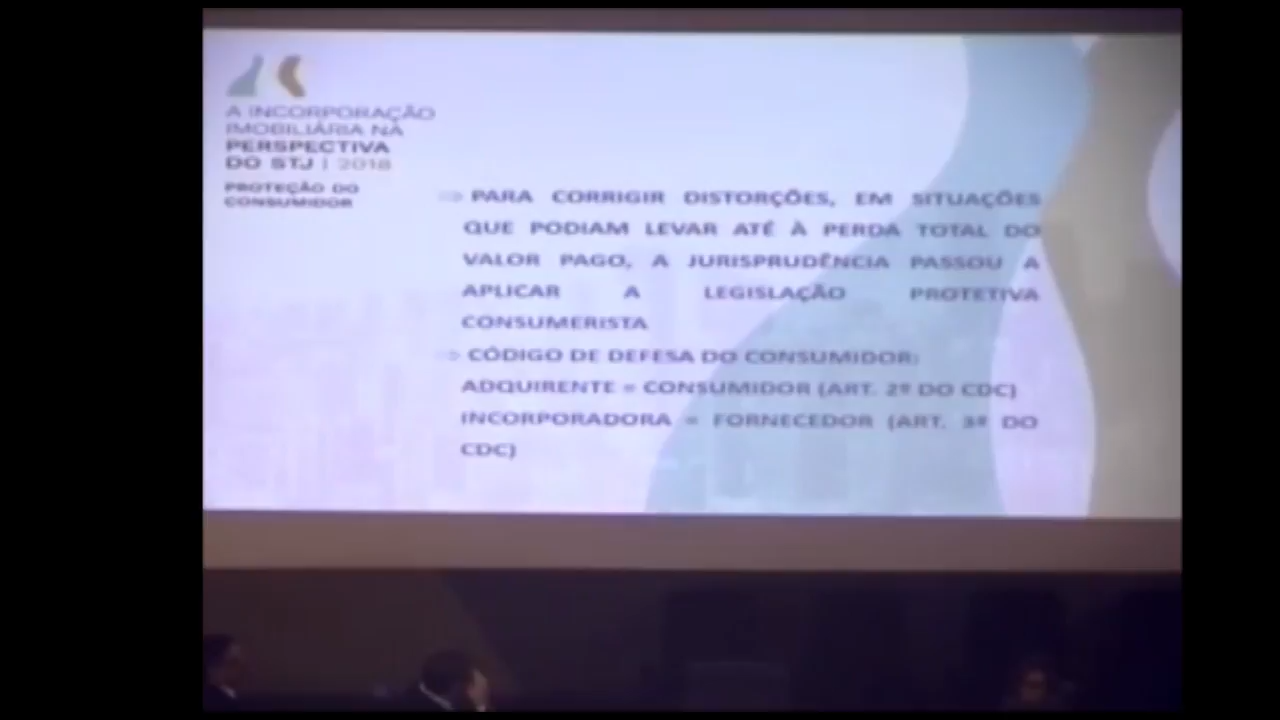 A INCORPORAÇÃO
IMOBILIÁRIA NA
PERSPECTIVA
DO STJ | 2018
PROTEÇÃO DO
CONSUMIDOR
⇨ PARA CORRIGIR DISTORÇÕES, EM SITUAÇÕES
QUE PODIAM LEVAR ATÉ À PERDA TOTAL DO
VALOR PAGO, A JURISPRUDÊNCIA PASSOU A
APLICAR A LEGISLAÇÃO PROTETIVA
CONSUMERISTA
⇨ CÓDIGO DE DEFESA DO CONSUMIDOR:
ADQUIRENTE = CONSUMIDOR (ART. 2º DO CDC)
INCORPORADORA = FORNECEDOR (ART. 3º DO
CDC)